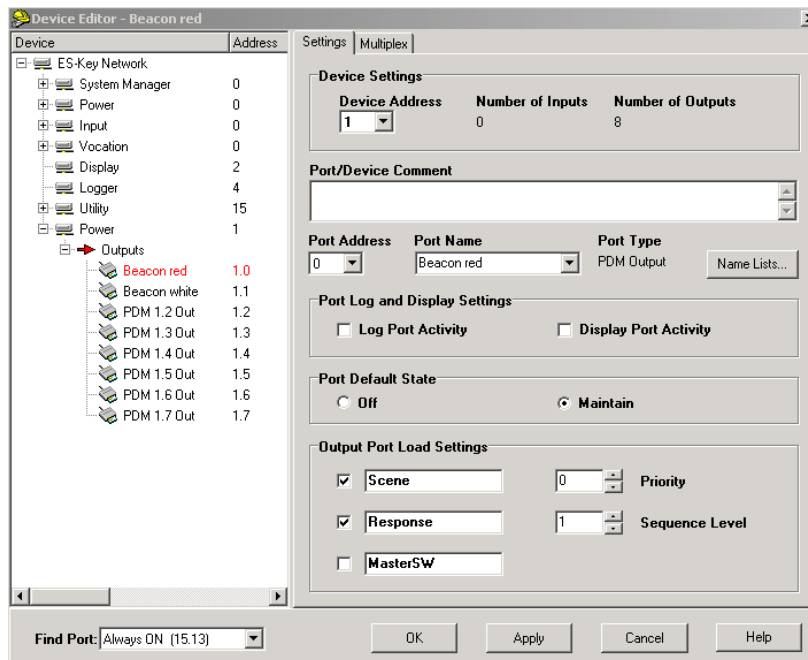 Device Editor - Beacon red
Device Address
ES-Key Network
System Manager 0
Power 0
Input 0
Vocation 0
Display 2
Logger 4
Utility 15
Power 1
Outputs
Beacon red 1.0
Beacon white 1.1
PDM 1.2 Out 1.2
PDM 1.3 Out 1.3
PDM 1.4 Out 1.4
PDM 1.5 Out 1.5
PDM 1.6 Out 1.6
PDM 1.7 Out 1.7
Settings Multiplex
Device Settings
Device Address Number of Inputs Number of Outputs
1 0 8
Port/Device Comment
Port Address Port Name Port Type
0 Beacon red PDM Output Name Lists...
Port Log and Display Settings
Log Port Activity Display Port Activity
Port Default State
Off Maintain
Output Port Load Settings
Scene 0 Priority
Response 1 Sequence Level
MasterSW
Find Port: Always ON (15.13) OK Apply Cancel Help